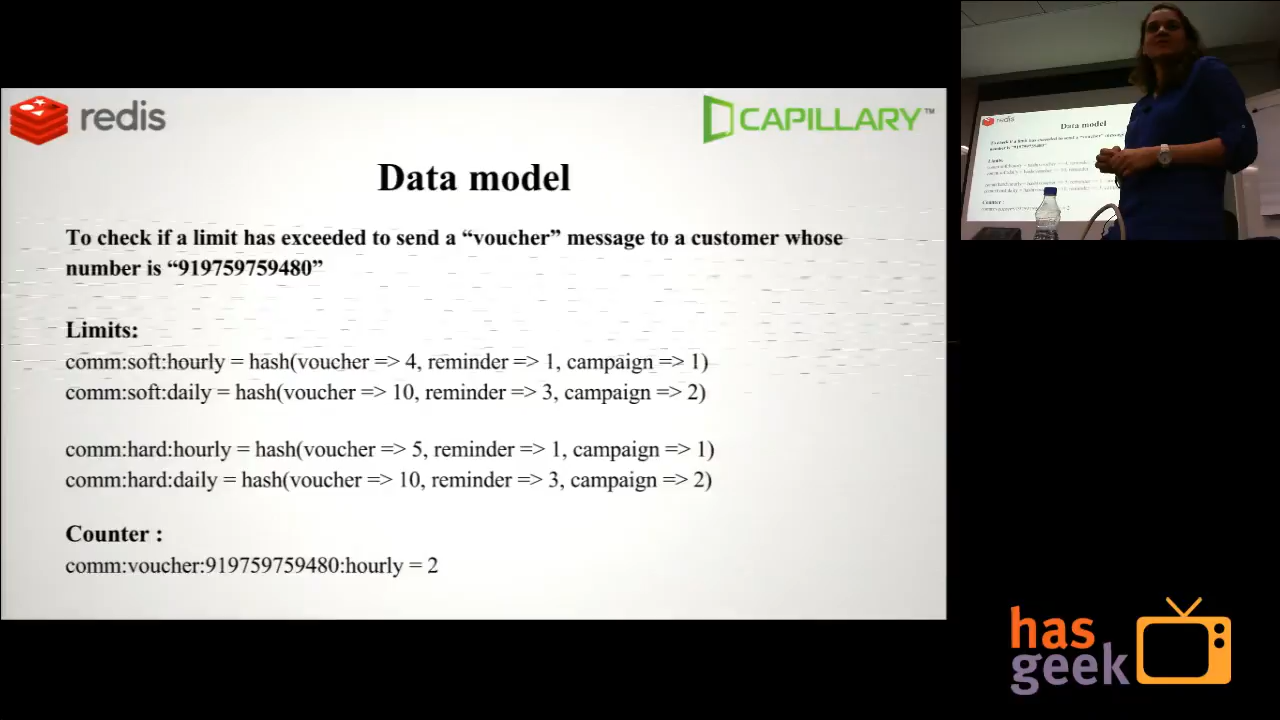 redis
CAPILLARY™
Data model
To check if a limit has exceeded to send a “voucher” message to a customer whose
number is “919759759480”
Limits:
comm:soft:hourly = hash(voucher => 4, reminder => 1, campaign => 1)
comm:soft:daily = hash(voucher => 10, reminder => 3, campaign => 2)
comm:hard:hourly = hash(voucher => 5, reminder => 1, campaign => 1)
comm:hard:daily = hash(voucher => 10, reminder => 3, campaign => 2)
Counter :
comm:voucher:919759759480:hourly = 2
redis
Data model
Limits
Counter :
has
geek